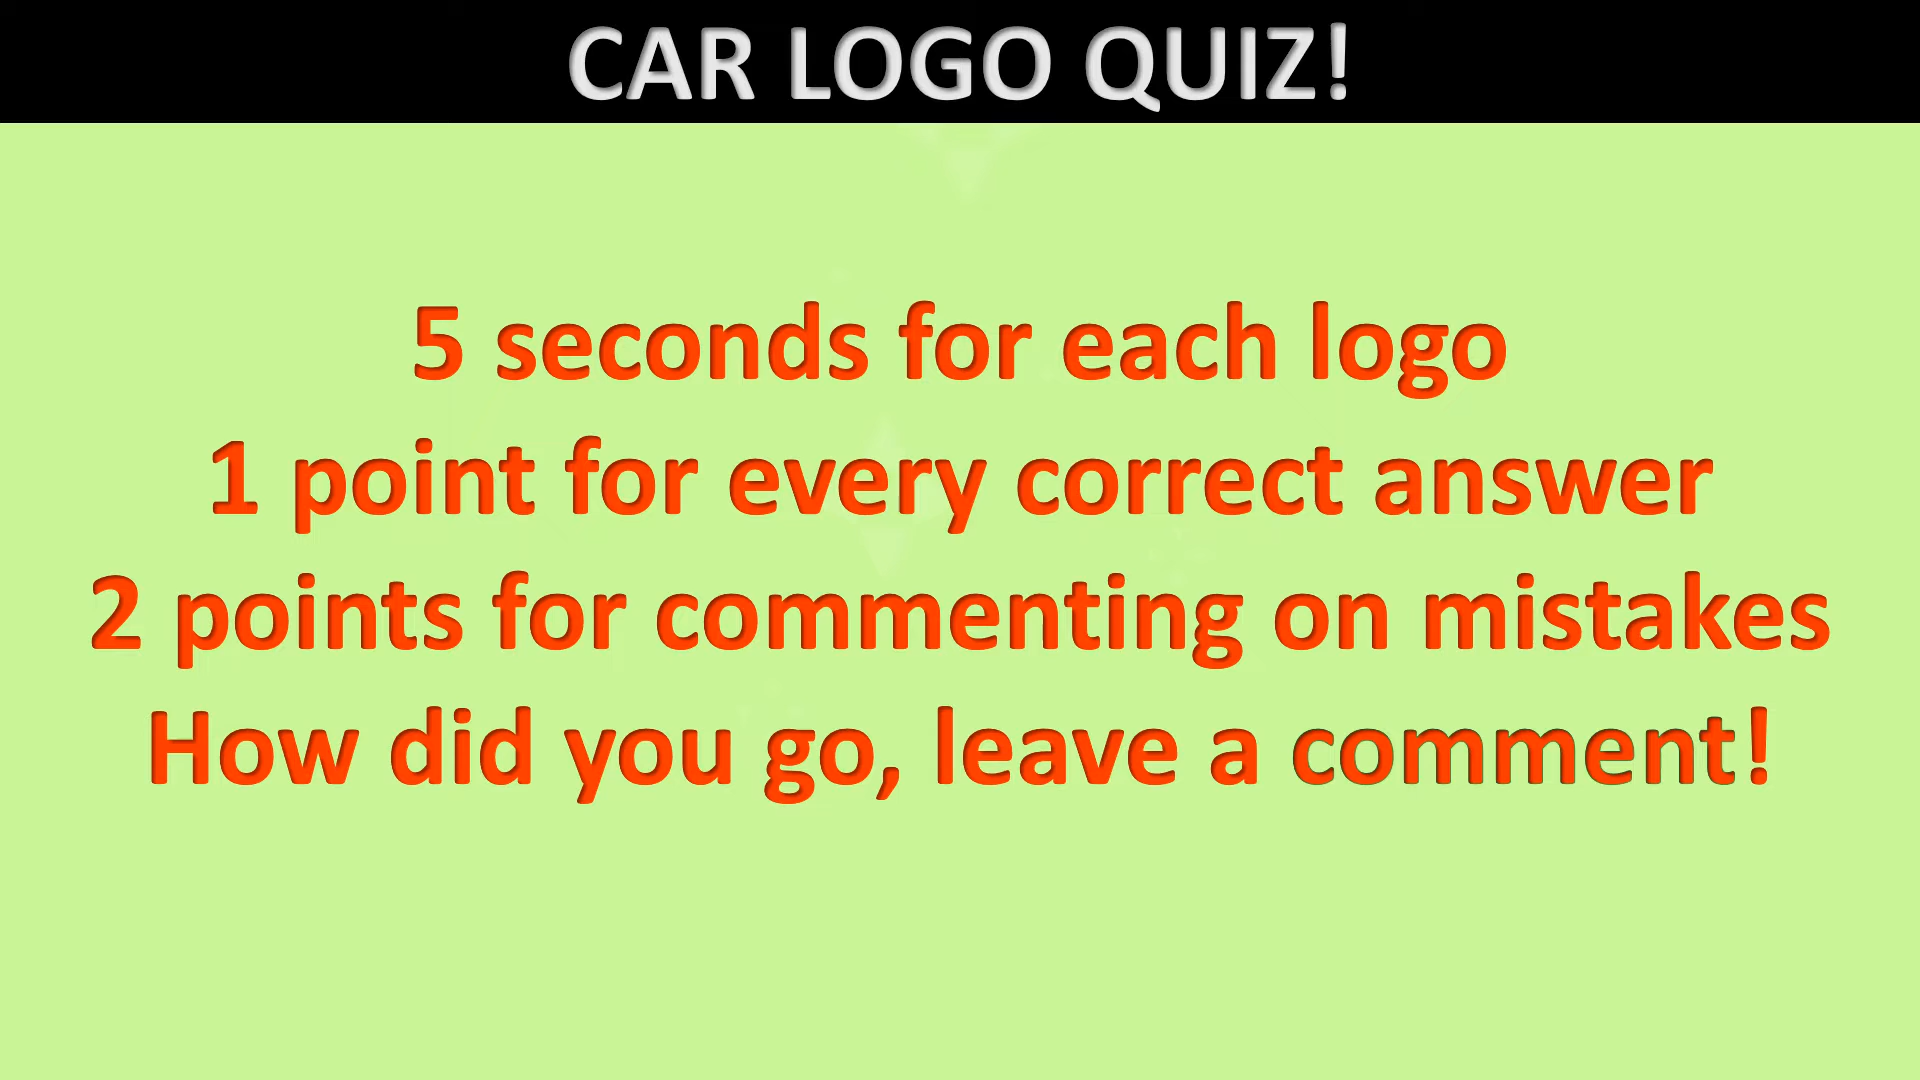 CAR LOGO QUIZ!
5 seconds for each logo
1 point for every correct answer
2 points for commenting on mistakes
How did you go, leave a comment!